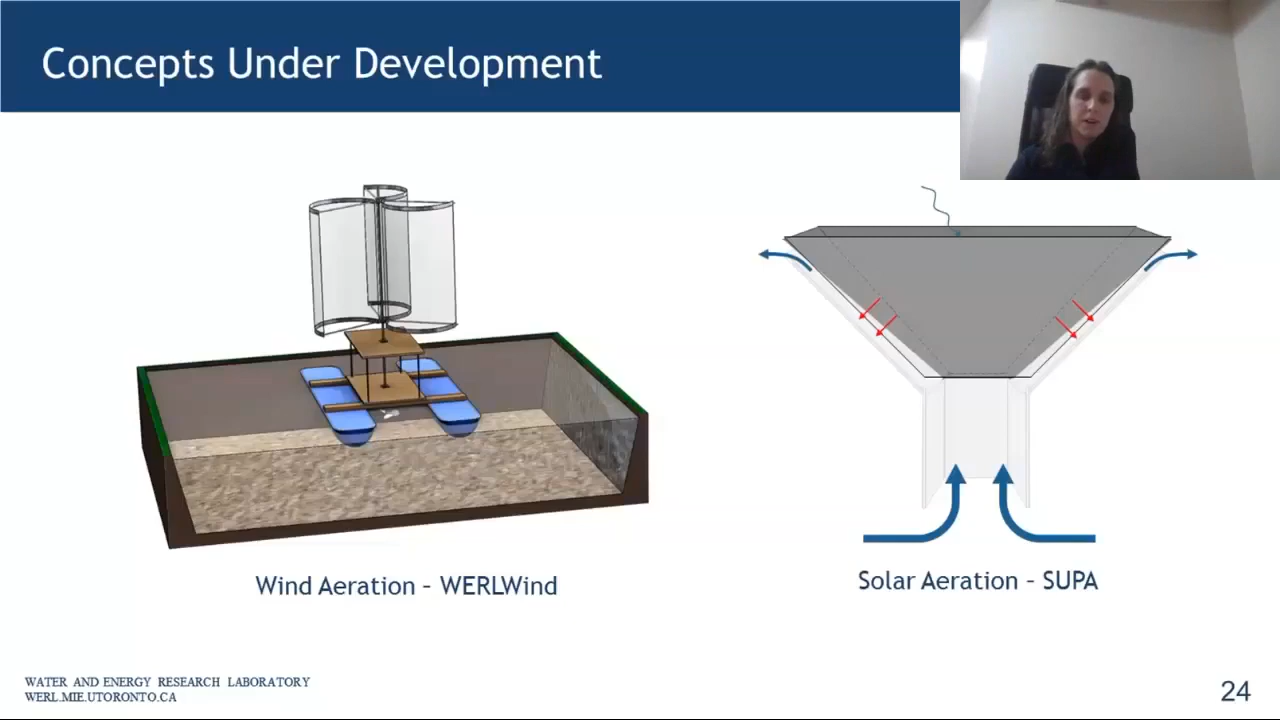 Concepts Under Development
Wind Aeration – WERLWind
Solar Aeration – SUPA
WATER AND ENERGY RESEARCH LABORATORY
WERL.MIE.UTORONTO.CA
24